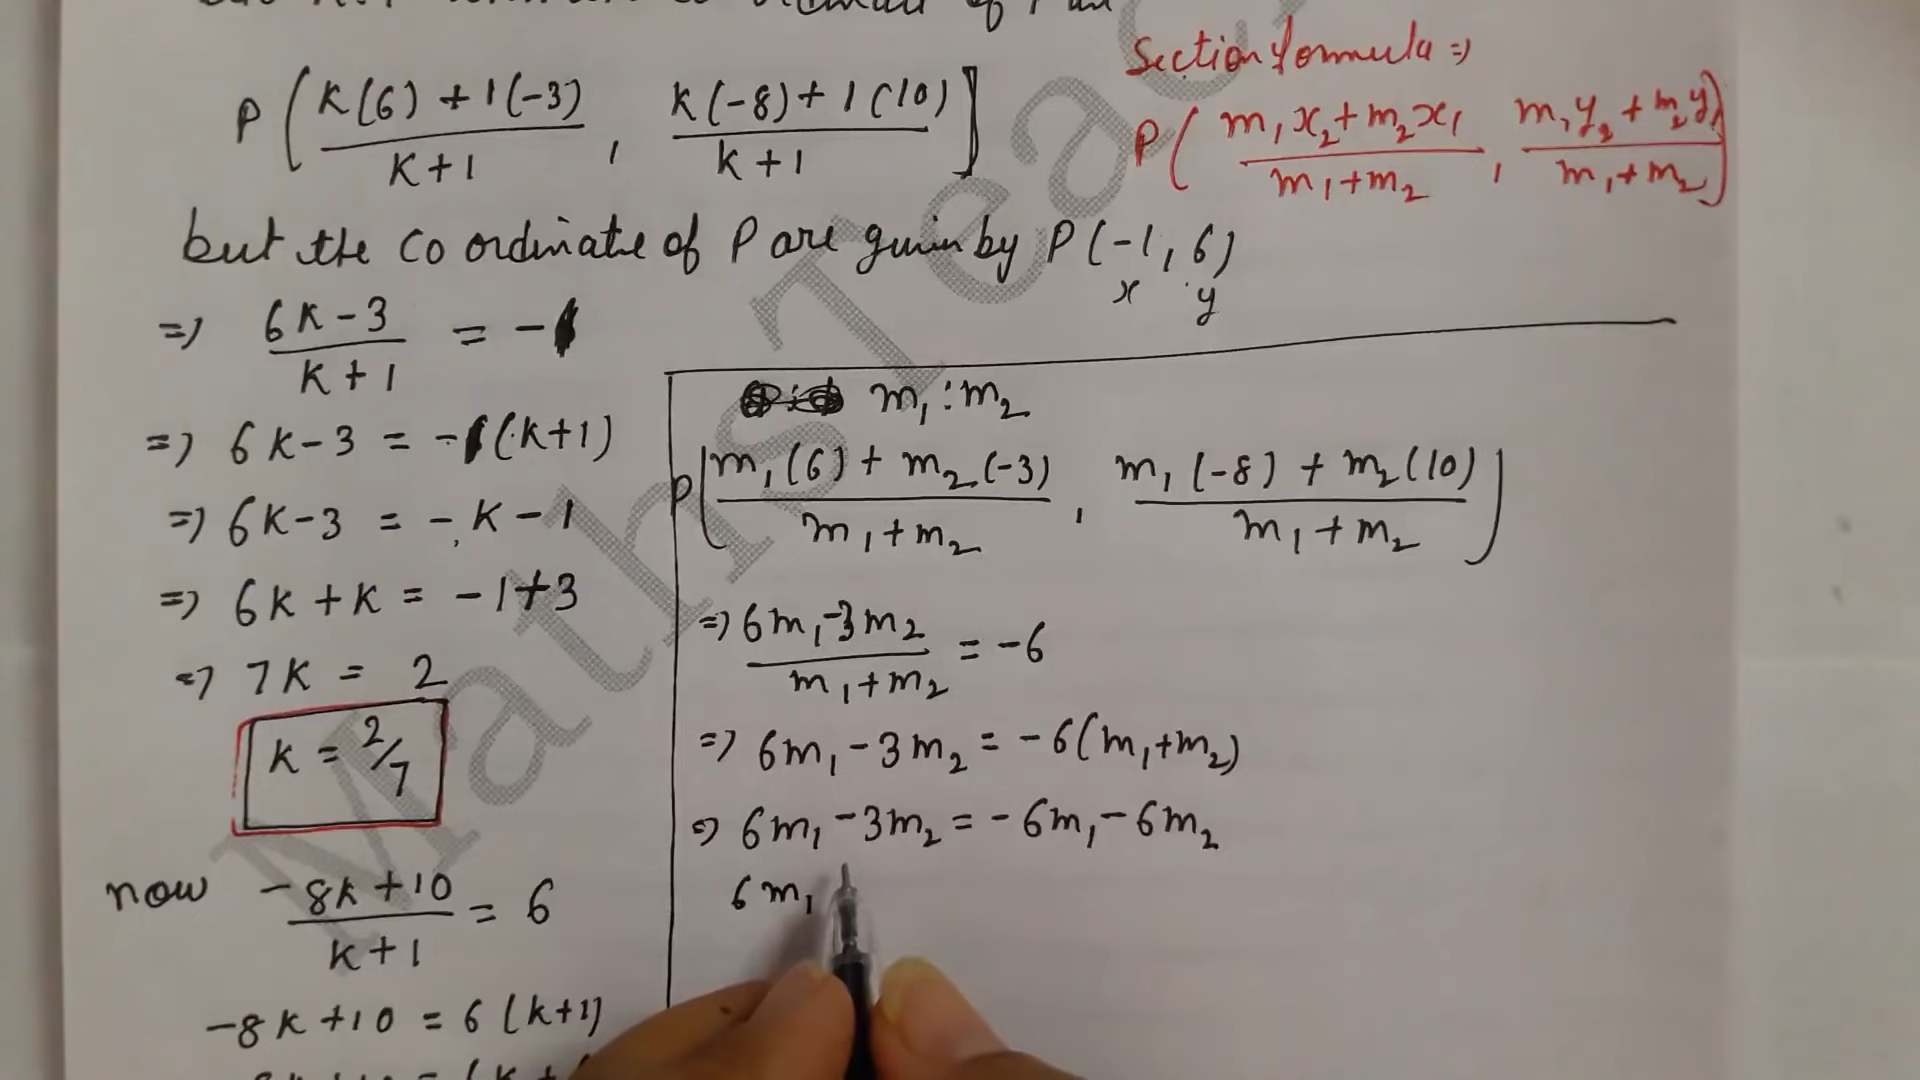 of P are
P ( K(6) + 1(-3) / K+1 , K(-8) + 1(10) / K+1 ]
Section formula =>
P ( m₁x₂+m₂x₁ / m₁+m₂ , m₁y₂+m₂y₁ / m₁+m₂ )
but the coordinate of P are given by P(-1, 6)
x y
=> 6K-3 / K+1 = -1
=> 6K-3 = -1(K+1)
=> 6K-3 = -K-1
=> 6K+K = -1+3
=> 7K = 2
K = 2/7
now -8K+10 / K+1 = 6
-8K+10 = 6(K+1)
m₁:m₂
P ( m₁(6) + m₂(-3) / m₁+m₂ , m₁(-8) + m₂(10) / m₁+m₂ )
=> 6m₁-3m₂ / m₁+m₂ = -6
=> 6m₁-3m₂ = -6(m₁+m₂)
=> 6m₁-3m₂ = -6m₁-6m₂
6m₁
Maths Teac